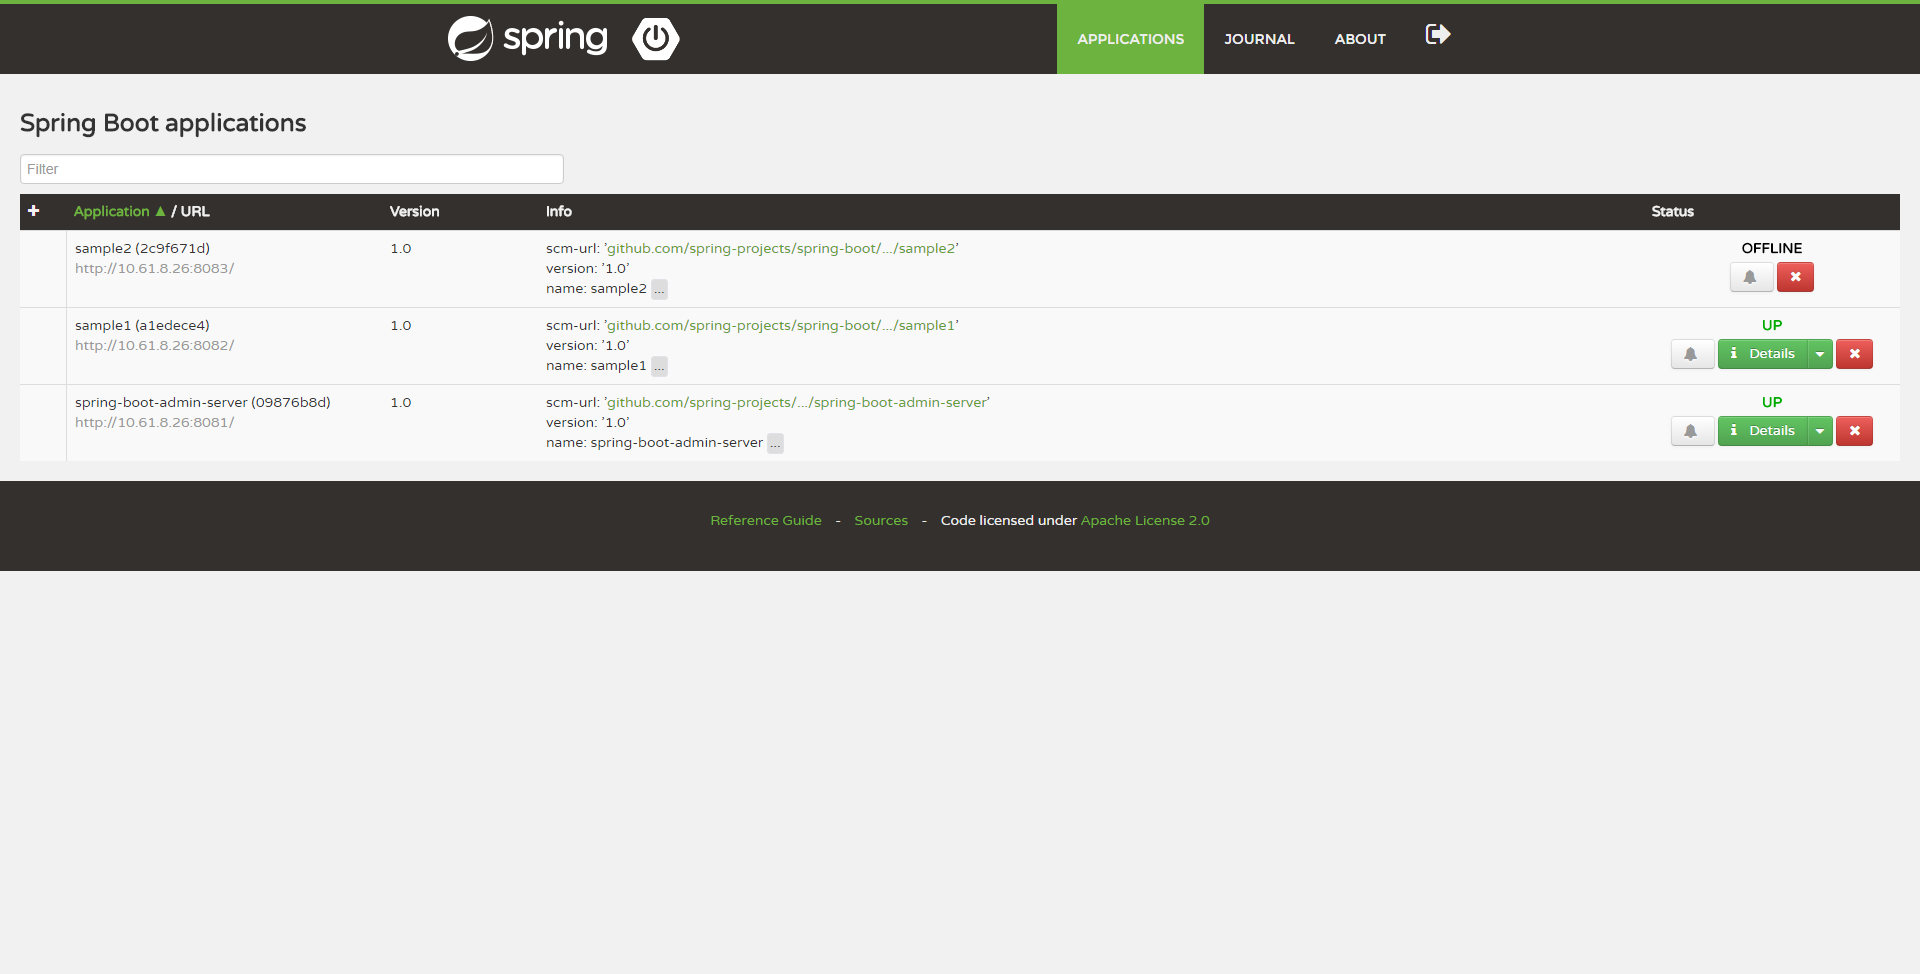 spring
APPLICATIONS JOURNAL ABOUT
Spring Boot applications
Filter
Application ▲ / URL Version Info Status
sample2 (2c9f671d) 1.0 scm-url: 'github.com/spring-projects/spring-boot/.../sample2' OFFLINE
http://10.61.8.26:8083/ version: '1.0'
name: sample2 ...
sample1 (a1edece4) 1.0 scm-url: 'github.com/spring-projects/spring-boot/.../sample1' UP
http://10.61.8.26:8082/ version: '1.0' Details
name: sample1 ...
spring-boot-admin-server (09876b8d) 1.0 scm-url: 'github.com/spring-projects/.../spring-boot-admin-server' UP
http://10.61.8.26:8081/ version: '1.0' Details
name: spring-boot-admin-server ...
Reference Guide - Sources - Code licensed under Apache License 2.0